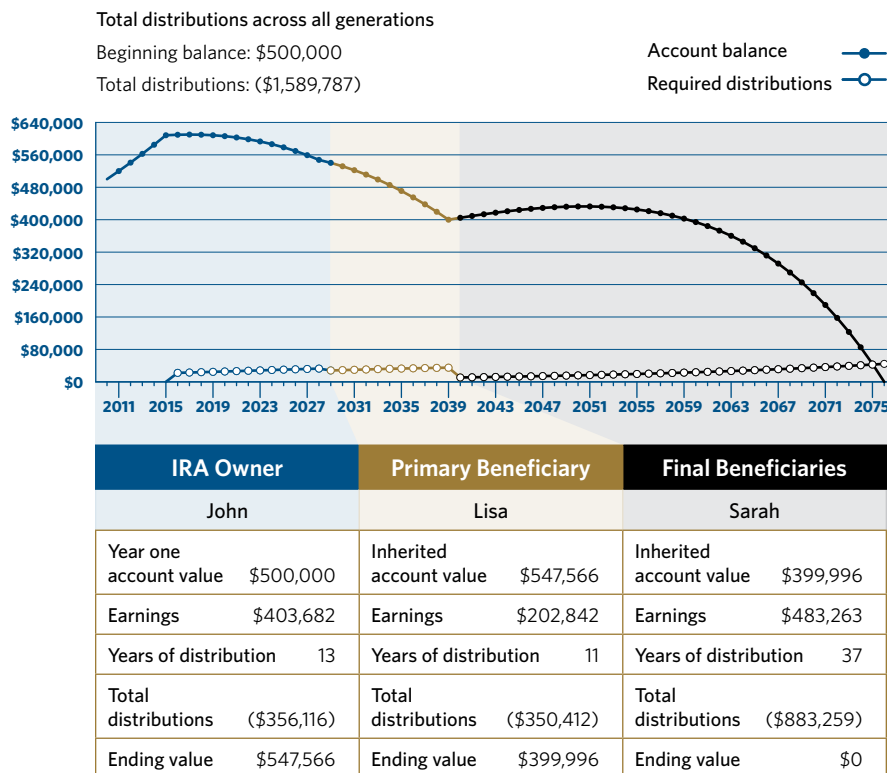 Total distributions across all generations
Beginning balance: $500,000
Total distributions: ($1,589,787)
Account balance
Required distributions
$640,000
$560,000
$480,000
$400,000
$320,000
$240,000
$160,000
$80,000
$0
2011 2015 2019 2023 2027 2031 2035 2039 2043 2047 2051 2055 2059 2063 2067 2071 2075
IRA Owner Primary Beneficiary Final Beneficiaries
John Lisa Sarah
Year one
account value $500,000
Inherited
account value $547,566
Inherited
account value $399,996
Earnings $403,682 Earnings $202,842 Earnings $483,263
Years of distribution 13 Years of distribution 11 Years of distribution 37
Total
distributions ($356,116)
Total
distributions ($350,412)
Total
distributions ($883,259)
Ending value $547,566 Ending value $399,996 Ending value $0